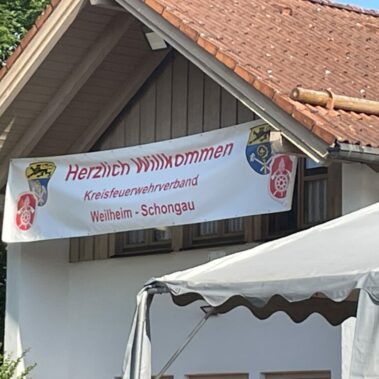 Herzlich Willkommen
Kreisfeuerwehrverband
Weilheim - Schongau